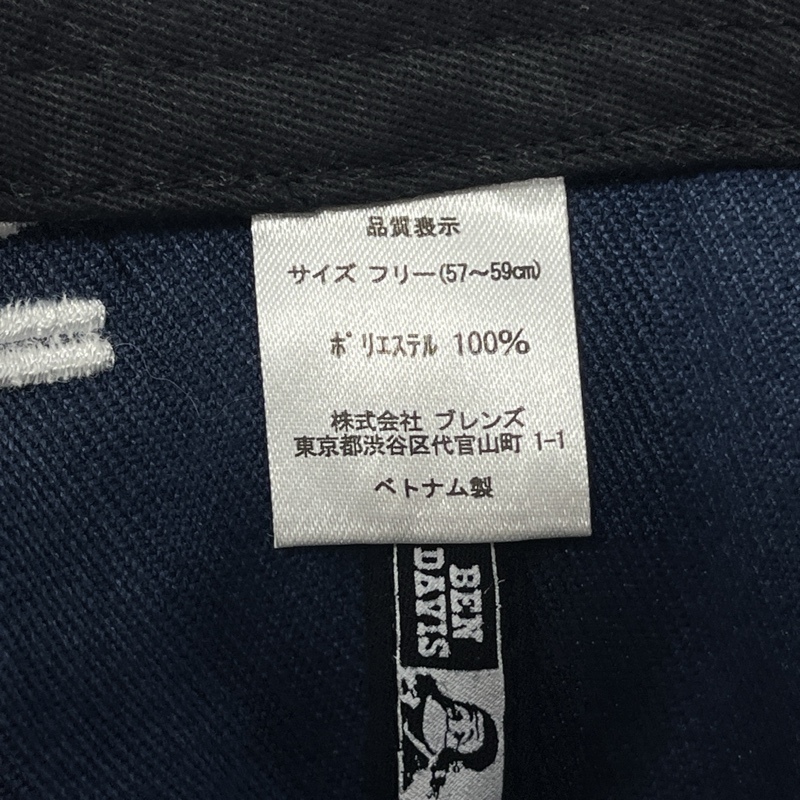 品質表示
サイズ フリー(57～59cm)
ポリエステル 100%
株式会社 ブレンズ
東京都渋谷区代官山町 1-1
ベトナム製
BEN
DAVIS